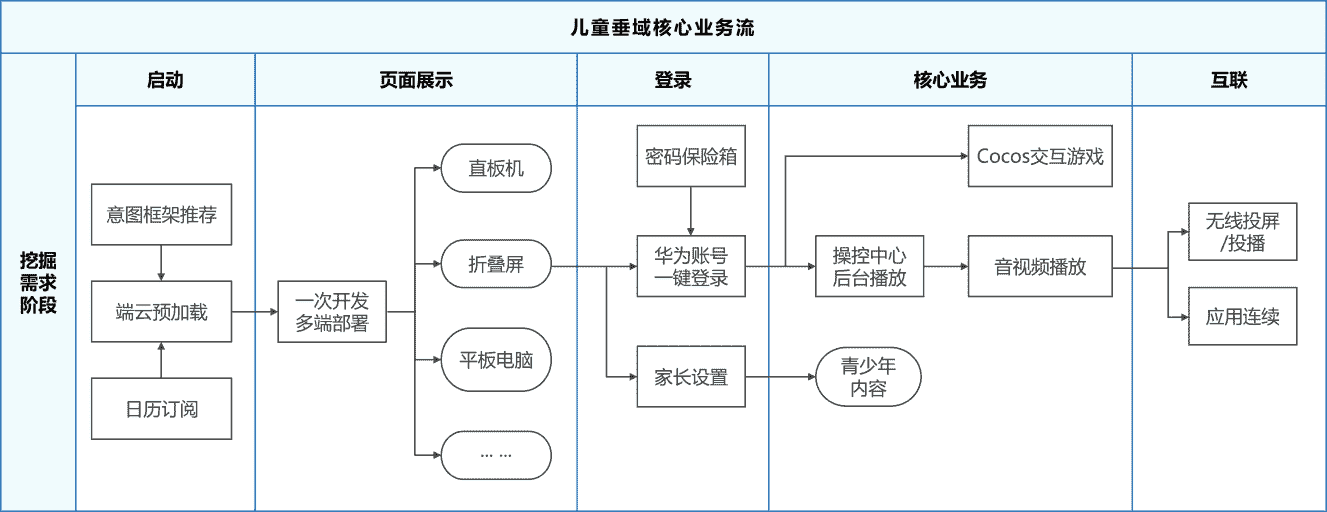 儿童垂域核心业务流
启动
页面展示
登录
核心业务
互联
挖掘
需求
阶段
意图框架推荐
端云预加载
日历订阅
一次开发
多端部署
直板机
折叠屏
平板电脑
... ...
密码保险箱
华为账号
一键登录
家长设置
Cocos交互游戏
操控中心
后台播放
音视频播放
青少年
内容
无线投屏
/投播
应用连续